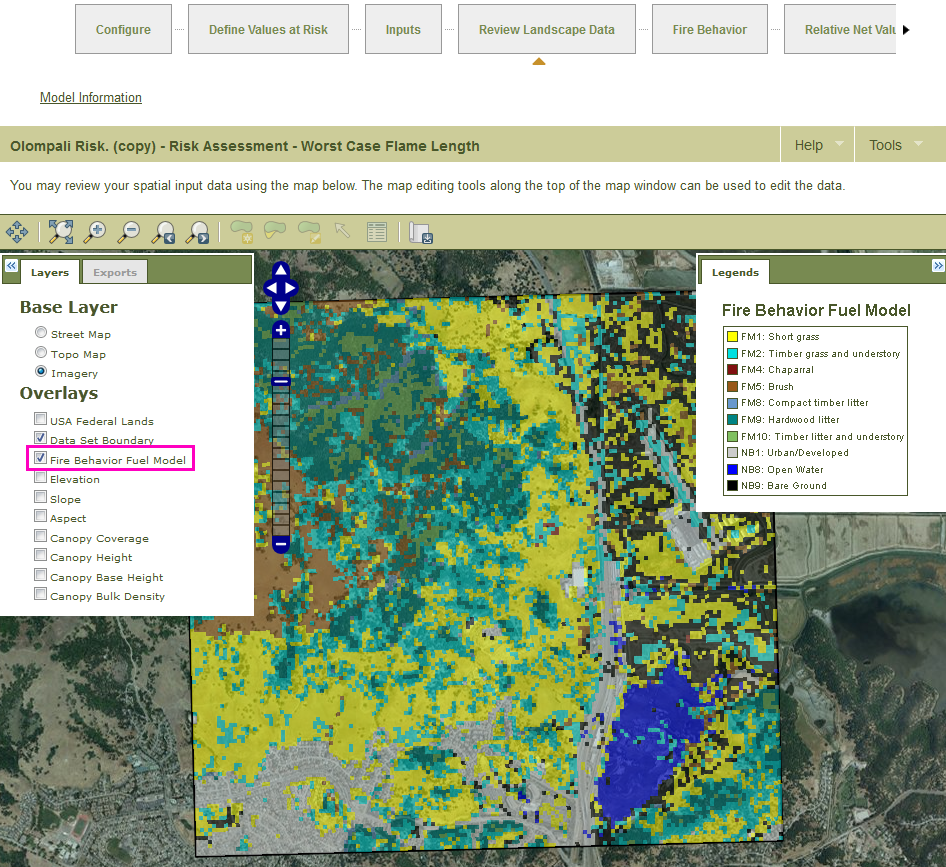 Configure
Define Values at Risk
Inputs
Review Landscape Data
Fire Behavior
Relative Net Valu
Model Information
Olompali Risk. (copy) - Risk Assessment - Worst Case Flame Length
Help
Tools
You may review your spatial input data using the map below. The map editing tools along the top of the map window can be used to edit the data.
Layers
Exports
Base Layer
Street Map
Topo Map
Imagery
Overlays
USA Federal Lands
Data Set Boundary
Fire Behavior Fuel Model
Elevation
Slope
Aspect
Canopy Coverage
Canopy Height
Canopy Base Height
Canopy Bulk Density
Legends
Fire Behavior Fuel Model
FM1: Short grass
FM2: Timber grass and understory
FM4: Chaparral
FM5: Brush
FM8: Compact timber litter
FM9: Hardwood litter
FM10: Timber litter and understory
NB1: Urban/Developed
NB8: Open Water
NB9: Bare Ground